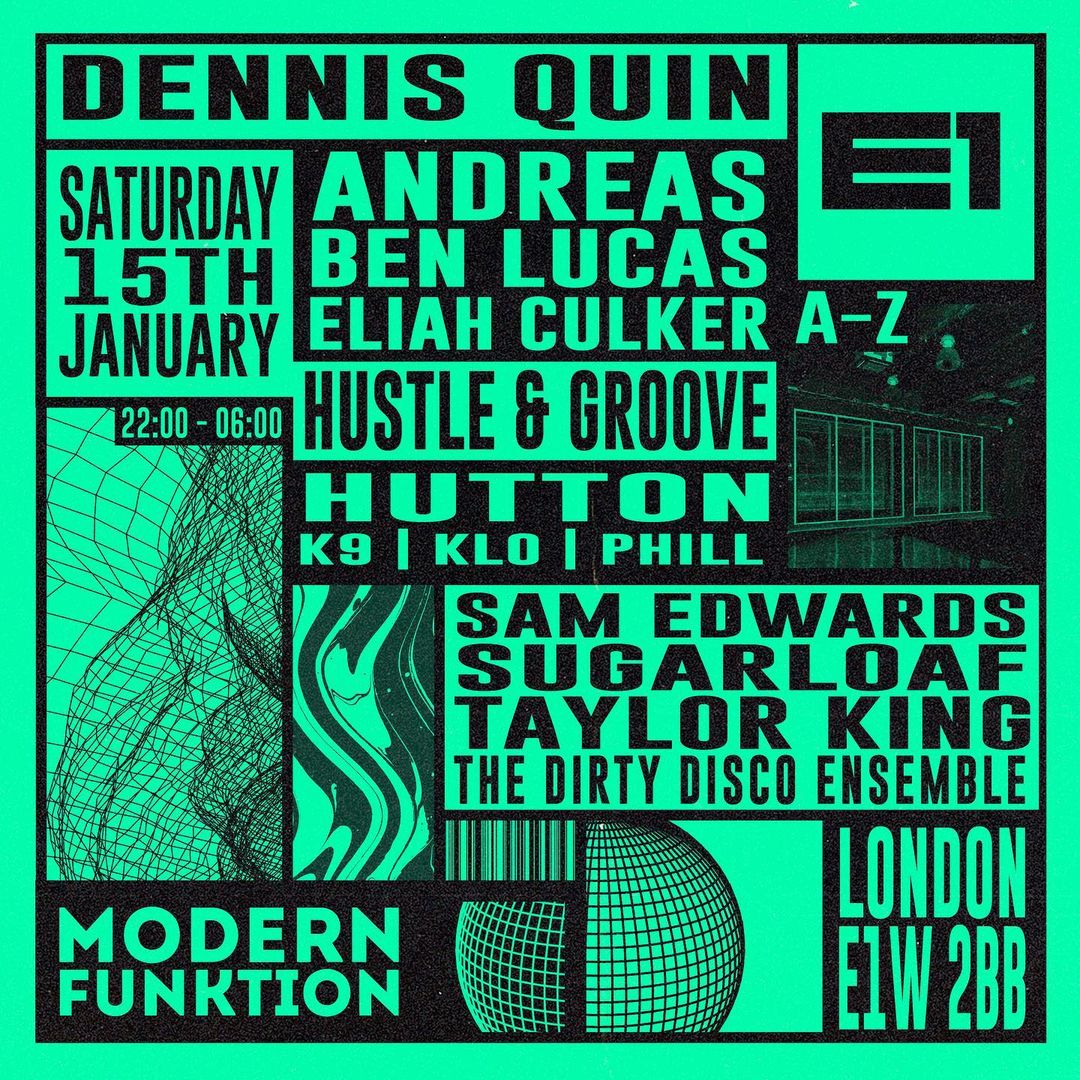 DENNIS QUIN
E1
SATURDAY
15TH
JANUARY
22:00 - 06:00
ANDREAS
BEN LUCAS
ELIAH CULKER
A-Z
HUSTLE & GROOVE
HUTTON
K9 | KLO | PHILL
SAM EDWARDS
SUGARLOAF
TAYLOR KING
THE DIRTY DISCO ENSEMBLE
MODERN
FUNKTION
LONDON
E1W 2BB